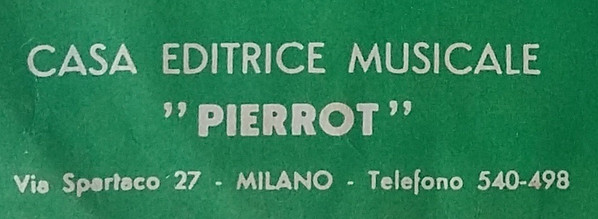 CASA EDITRICE MUSICALE
"PIERROT"
Via Spartaco 27 - MILANO - Telefono 540-498